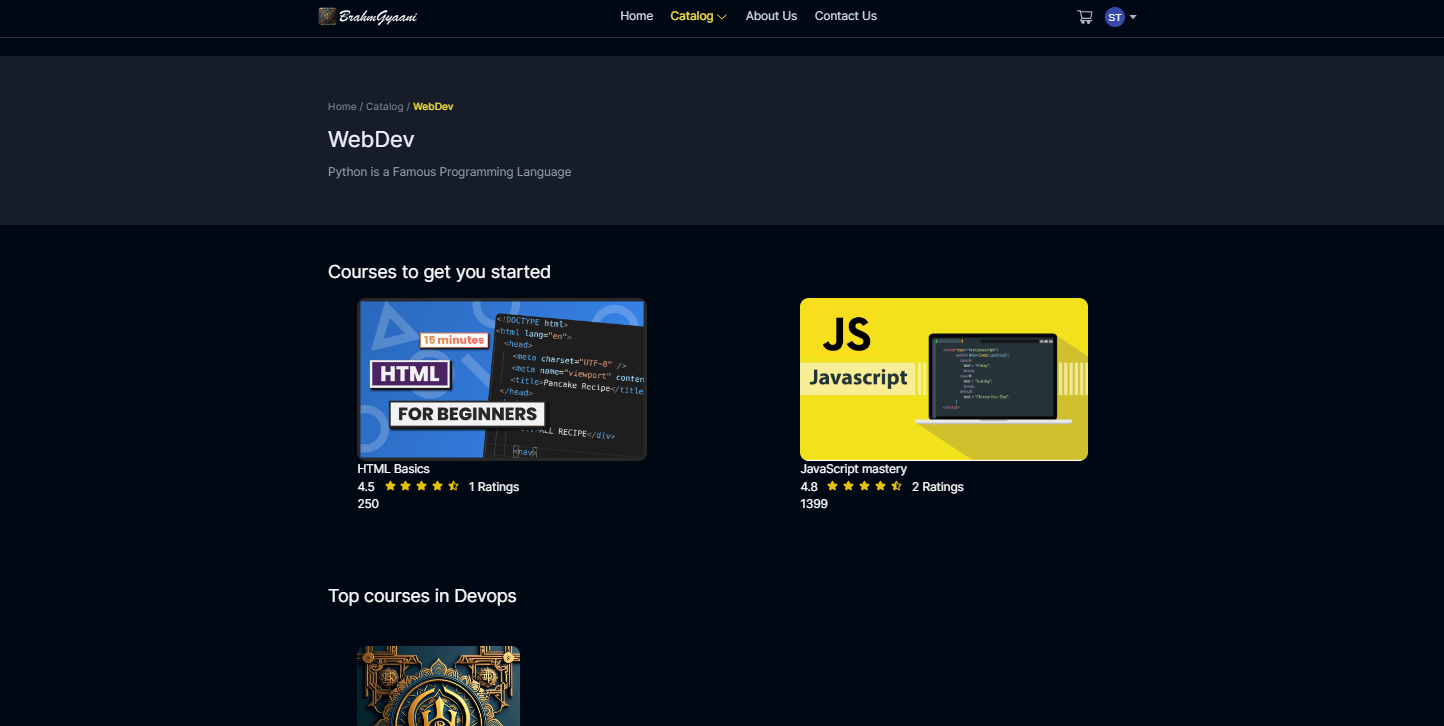 BrahmGyaani Home Catalog About Us Contact Us ST
Home / Catalog / WebDev
WebDev
Python is a Famous Programming Language
Courses to get you started
15 minutes
HTML
FOR BEGINNERS
<!DOCTYPE html>
<html lang="en">
<head>
<meta charset="UTF-8" />
<meta name="viewport" conten
<title>Pancake Recipe</title
</head>
RECIPE</div>
<nav>
JS
Javascript
HTML Basics
4.5 1 Ratings
250
JavaScript mastery
4.8 2 Ratings
1399
Top courses in Devops